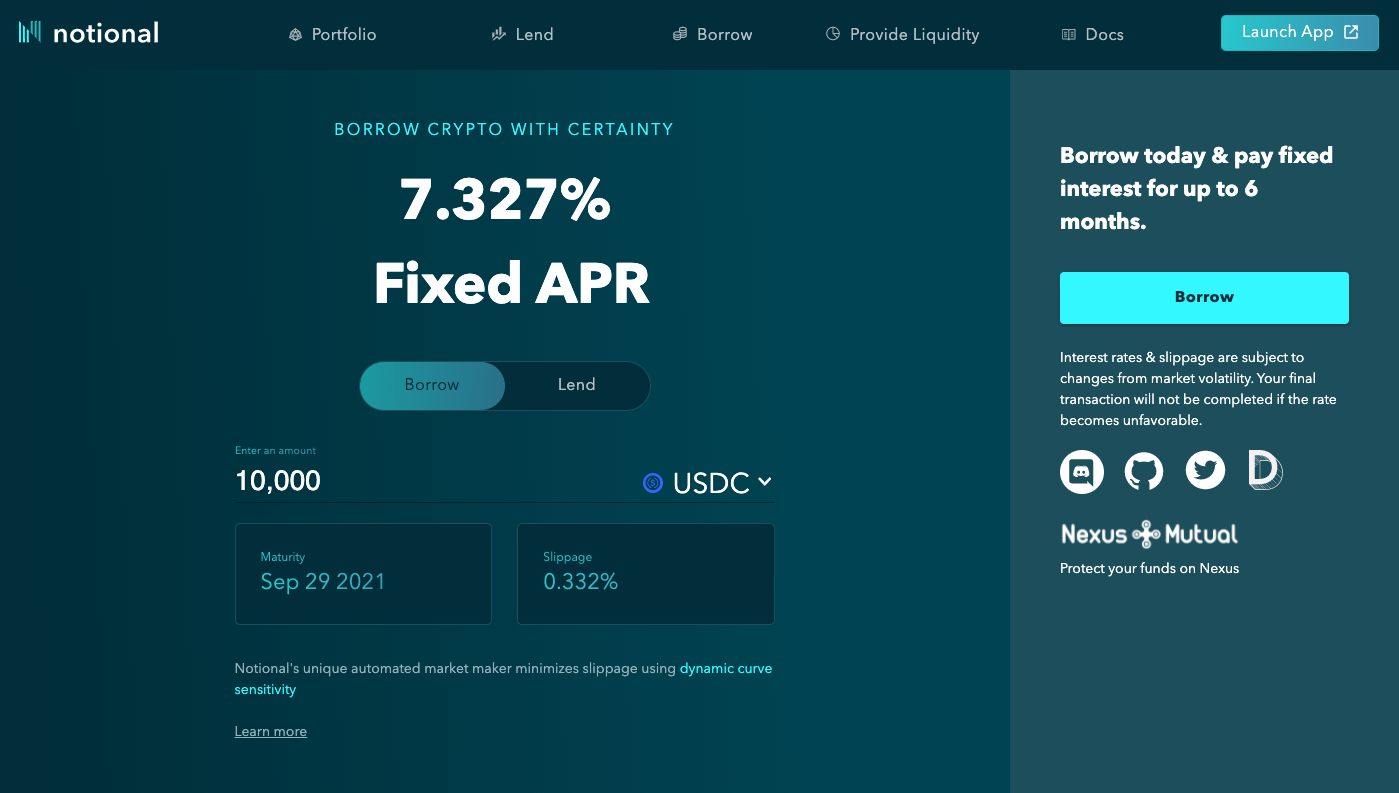 notional
Portfolio
Lend
Borrow
Provide Liquidity
Docs
Launch App
BORROW CRYPTO WITH CERTAINTY
7.327%
Fixed APR
Borrow
Lend
Enter an amount
10,000
USDC
Maturity
Sep 29 2021
Slippage
0.332%
Notional's unique automated market maker minimizes slippage using dynamic curve
sensitivity
Learn more
Borrow today & pay fixed
interest for up to 6
months.
Borrow
Interest rates & slippage are subject to
changes from market volatility. Your final
transaction will not be completed if the rate
becomes unfavorable.
Nexus Mutual
Protect your funds on Nexus